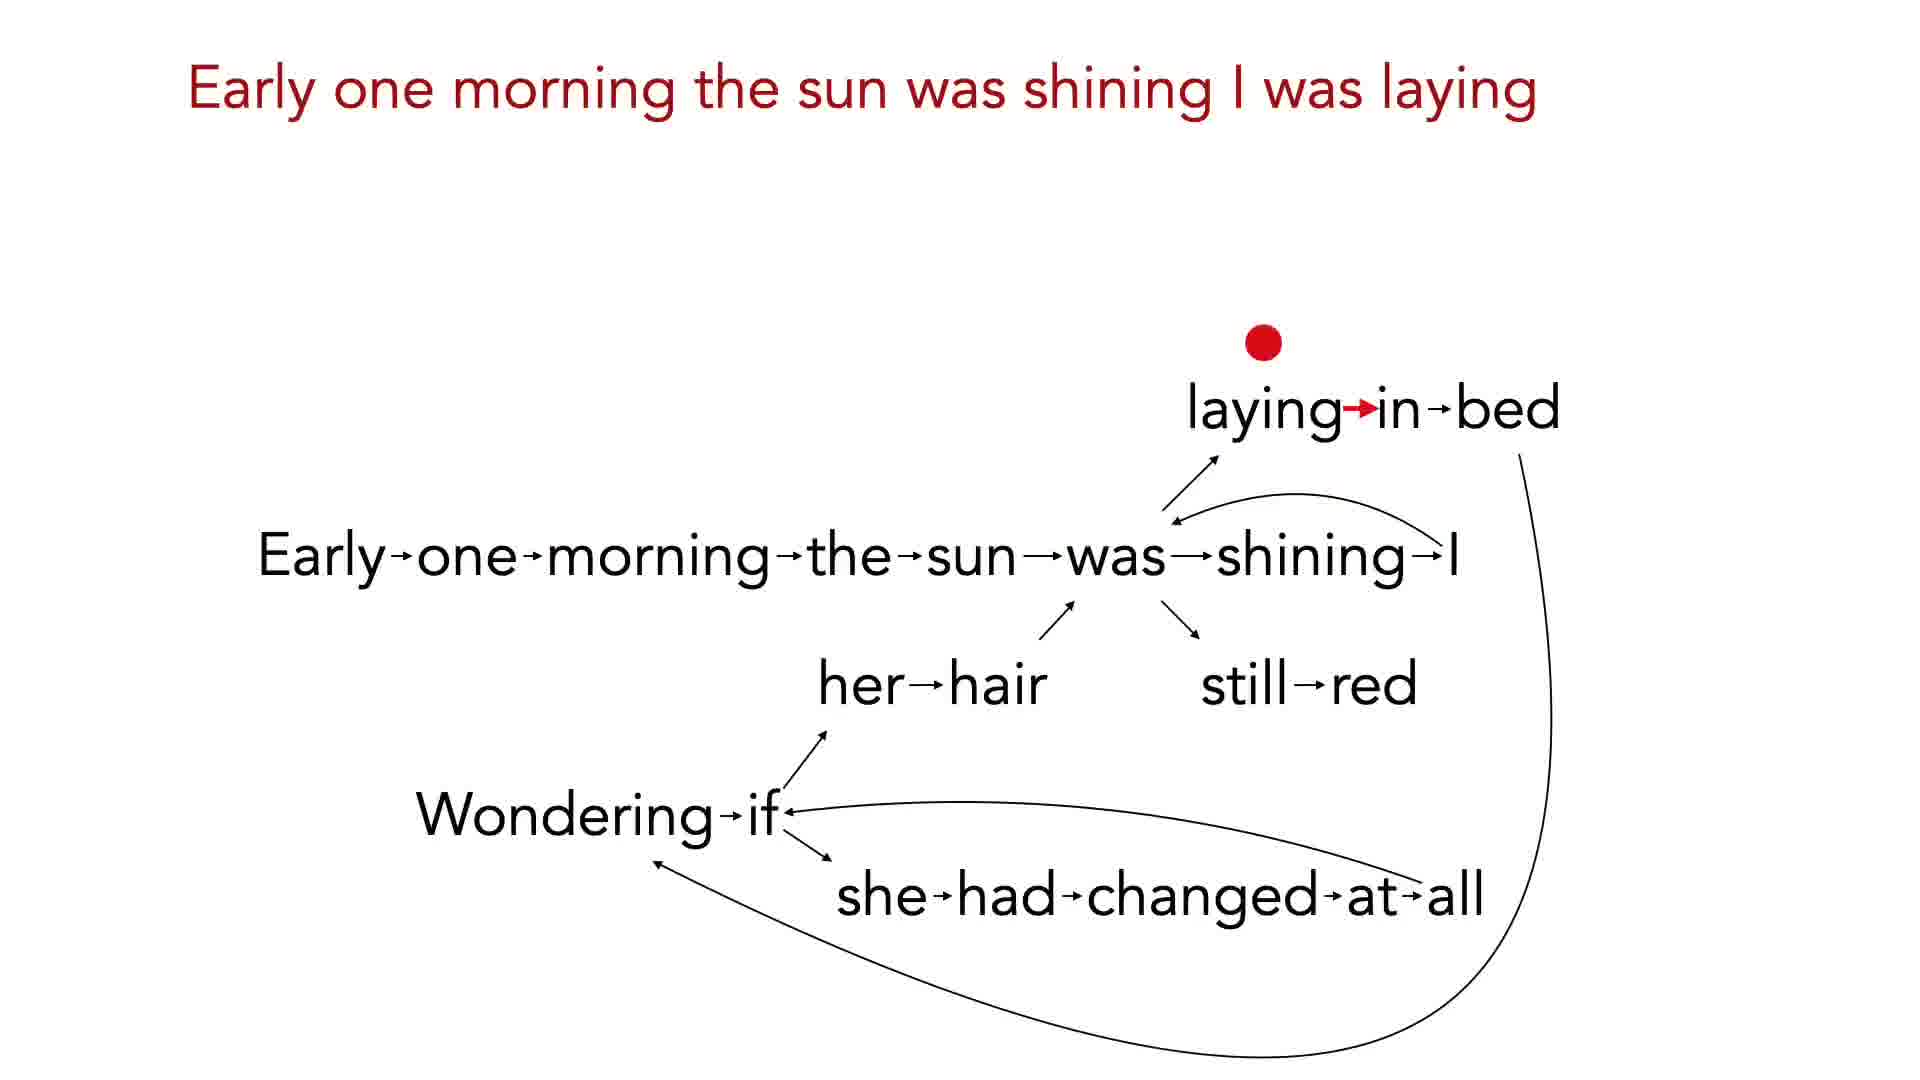 Early one morning the sun was shining I was laying
laying in bed
Early one morning the sun was shining I
her hair still red
Wondering if
she had changed at all